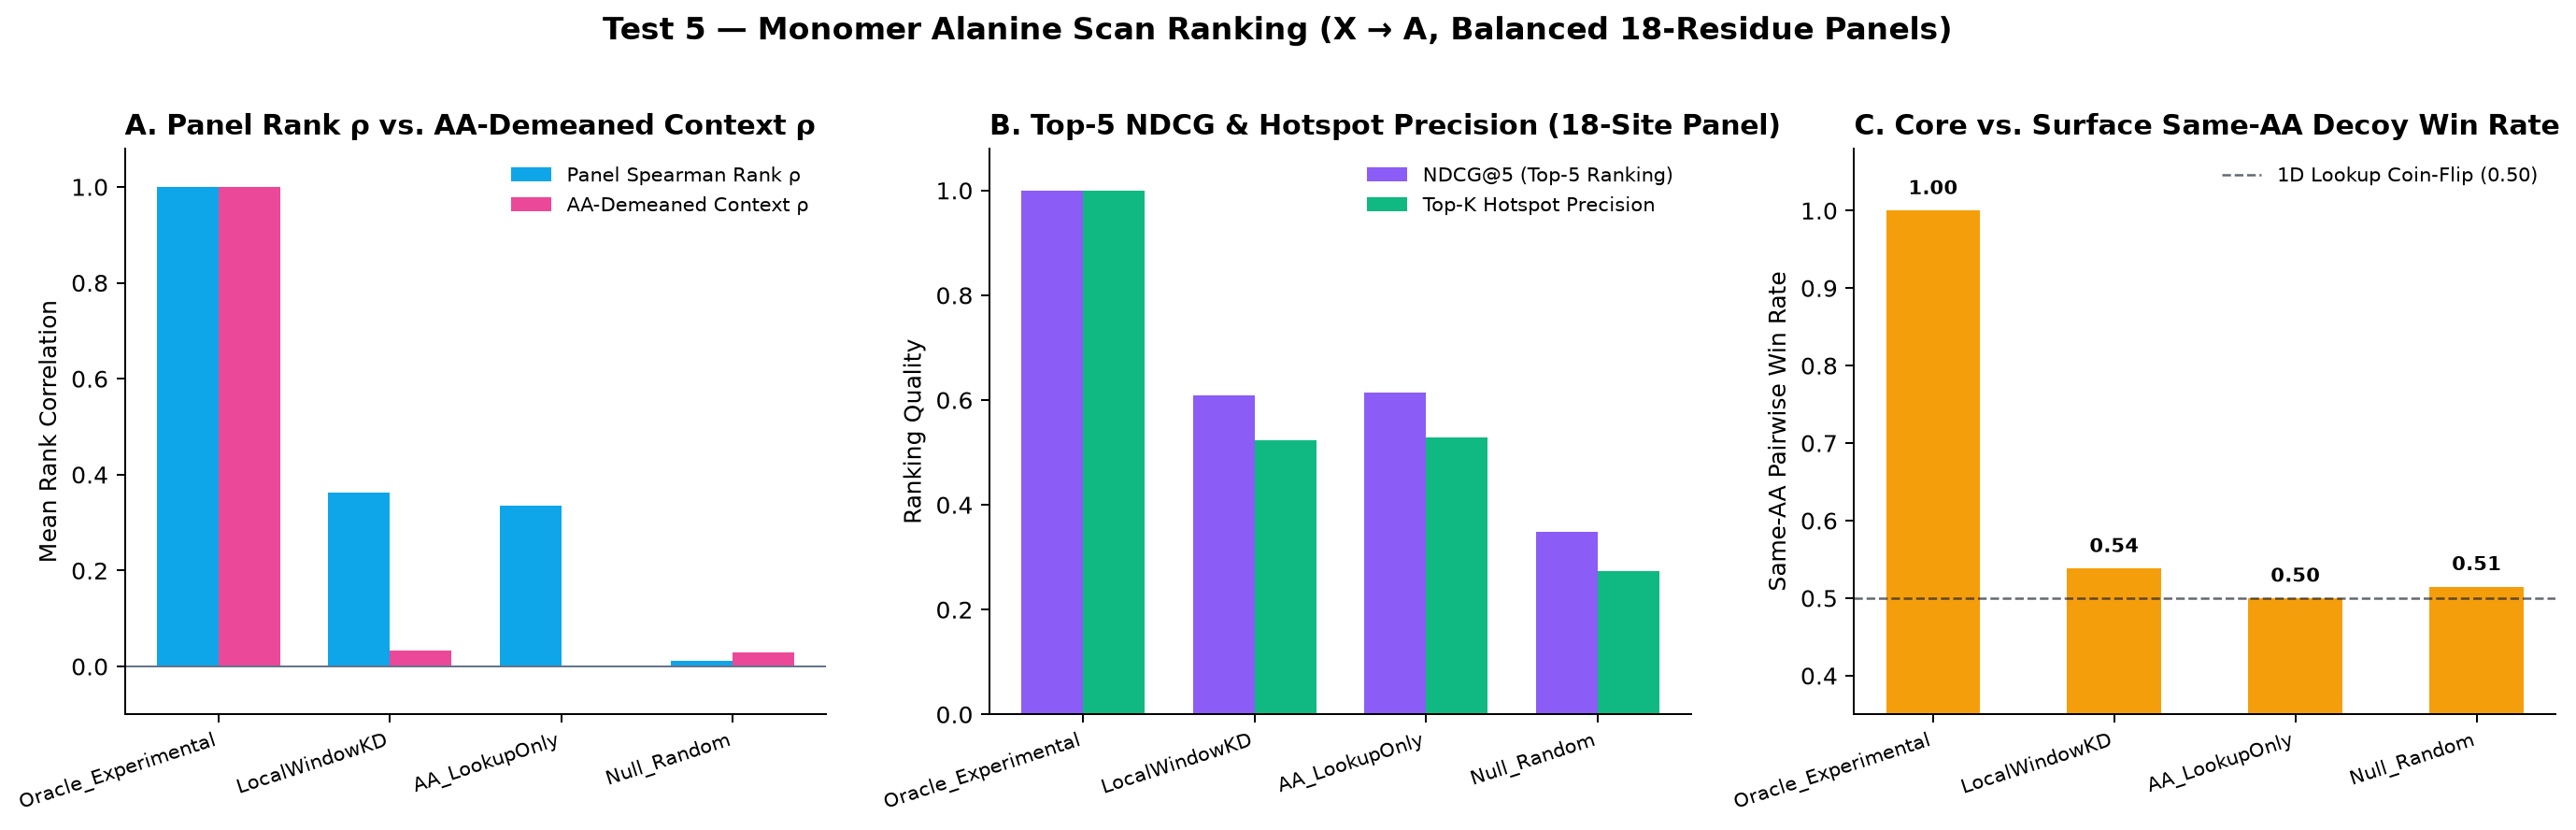 Test 5 — Monomer Alanine Scan Ranking (X → A, Balanced 18-Residue Panels)
A. Panel Rank ρ vs. AA-Demeaned Context ρ
Panel Spearman Rank ρ
AA-Demeaned Context ρ
Mean Rank Correlation
1.0
0.8
0.6
0.4
0.2
0.0
Oracle_Experimental
LocalWindowKD
AA_LookupOnly
Null_Random
B. Top-5 NDCG & Hotspot Precision (18-Site Panel)
NDCG@5 (Top-5 Ranking)
Top-K Hotspot Precision
Ranking Quality
1.0
0.8
0.6
0.4
0.2
0.0
Oracle_Experimental
LocalWindowKD
AA_LookupOnly
Null_Random
C. Core vs. Surface Same-AA Decoy Win Rate
1D Lookup Coin-Flip (0.50)
Same-AA Pairwise Win Rate
1.0
0.9
0.8
0.7
0.6
0.5
0.4
1.00
0.54
0.50
0.51
Oracle_Experimental
LocalWindowKD
AA_LookupOnly
Null_Random